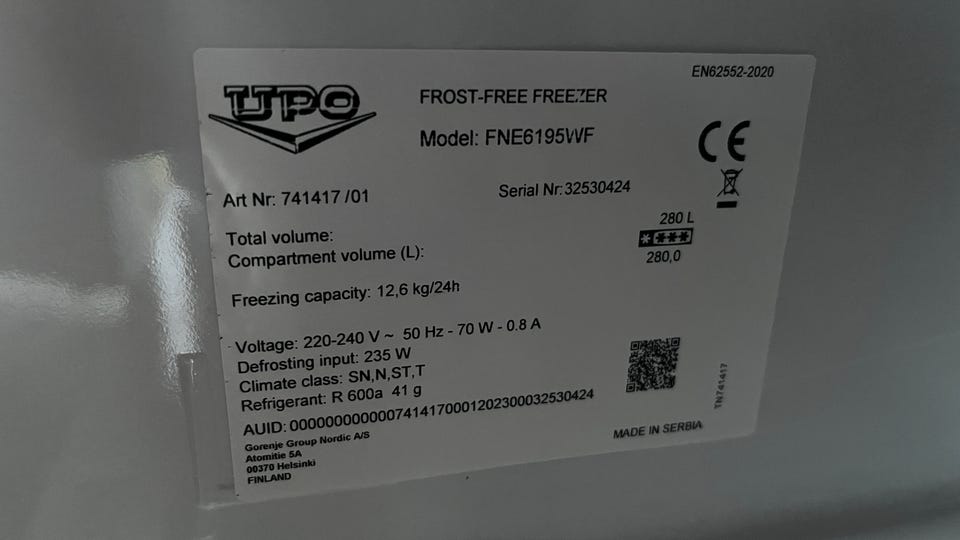 UPO
FROST-FREE FREEZER
EN62552-2020
Model: FNE6195WF
CE
Art Nr: 741417 /01
Serial Nr: 32530424
Total volume: 280 L
Compartment volume (L): 280,0
Freezing capacity: 12,6 kg/24h
Voltage: 220-240 V ~ 50 Hz - 70 W - 0.8 A
Defrosting input: 235 W
Climate class: SN,N,ST,T
Refrigerant: R 600a 41 g
AUID: 0000000000007414170001202300032530424
Gorenje Group Nordic A/S
Atomitie 5A
00370 Helsinki
FINLAND
MADE IN SERBIA
TN741417